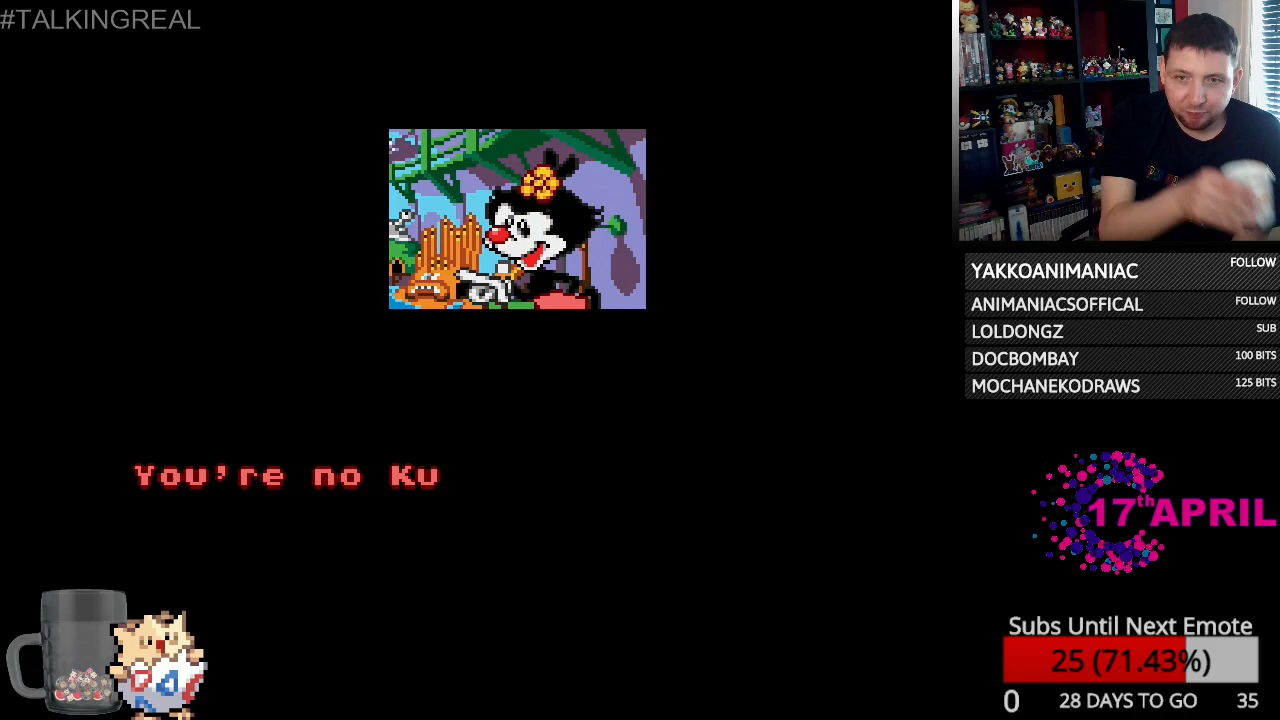 #TALKINGREAL
YAKKOANIMANIAC FOLLOW
ANIMANIACSOFFICAL FOLLOW
LOLDONGZ SUB
DOCBOMBAY 100 BITS
MOCHANEKODRAWS 125 BITS
You're no Ku
17th APRIL
Subs Until Next Emote
25 (71.43%)
0 28 DAYS TO GO 35